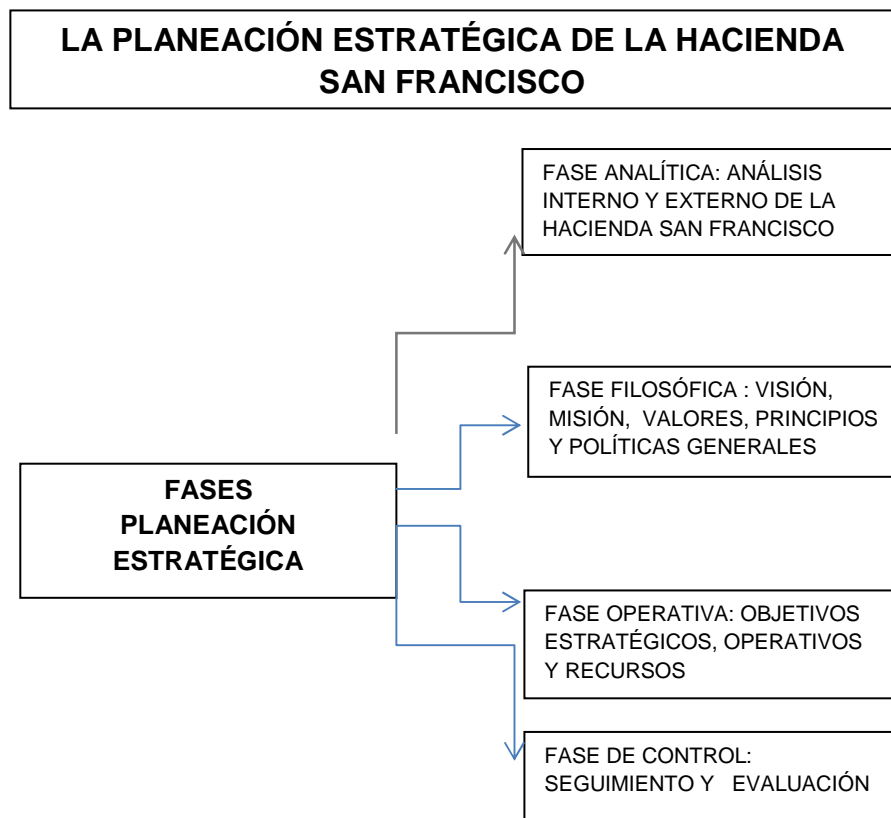 LA PLANEACIÓN ESTRATÉGICA DE LA HACIENDA
SAN FRANCISCO
FASE ANALÍTICA: ANÁLISIS
INTERNO Y EXTERNO DE LA
HACIENDA SAN FRANCISCO
FASE FILOSÓFICA : VISIÓN,
MISIÓN, VALORES, PRINCIPIOS
Y POLÍTICAS GENERALES
FASES
PLANEACIÓN
ESTRATÉGICA
FASE OPERATIVA: OBJETIVOS
ESTRATÉGICOS, OPERATIVOS
Y RECURSOS
FASE DE CONTROL:
SEGUIMIENTO Y EVALUACIÓN